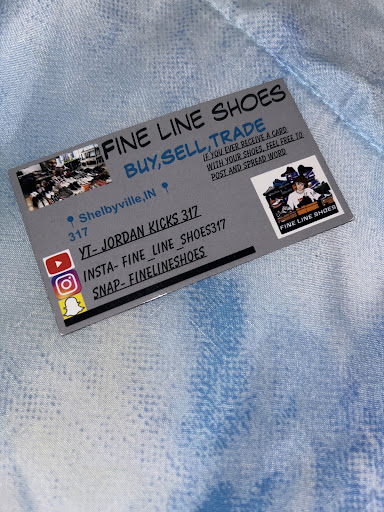 FINE LINE SHOES
BUY,SELL,TRADE
IF YOU EVER RECEIVE A CARD
WITH YOUR SHOES, FEEL FREE TO
POST AND SPREAD WORD
Shelbyville,IN
317
YT- JORDAN KICKS 317
INSTA- FINE_LINE_SHOES317
SNAP- FINELINESHOES
FINE LINE SHOES